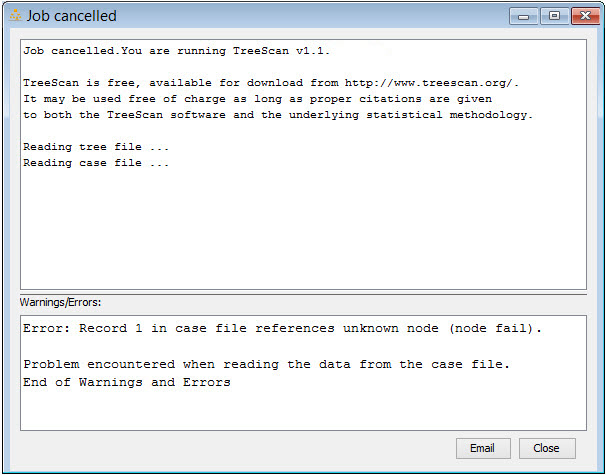 Job cancelled
Job cancelled.You are running TreeScan v1.1.
TreeScan is free, available for download from http://www.treescan.org/.
It may be used free of charge as long as proper citations are given
to both the TreeScan software and the underlying statistical methodology.
Reading tree file ...
Reading case file ...
Warnings/Errors:
Error: Record 1 in case file references unknown node (node fail).
Problem encountered when reading the data from the case file.
End of Warnings and Errors
Email Close